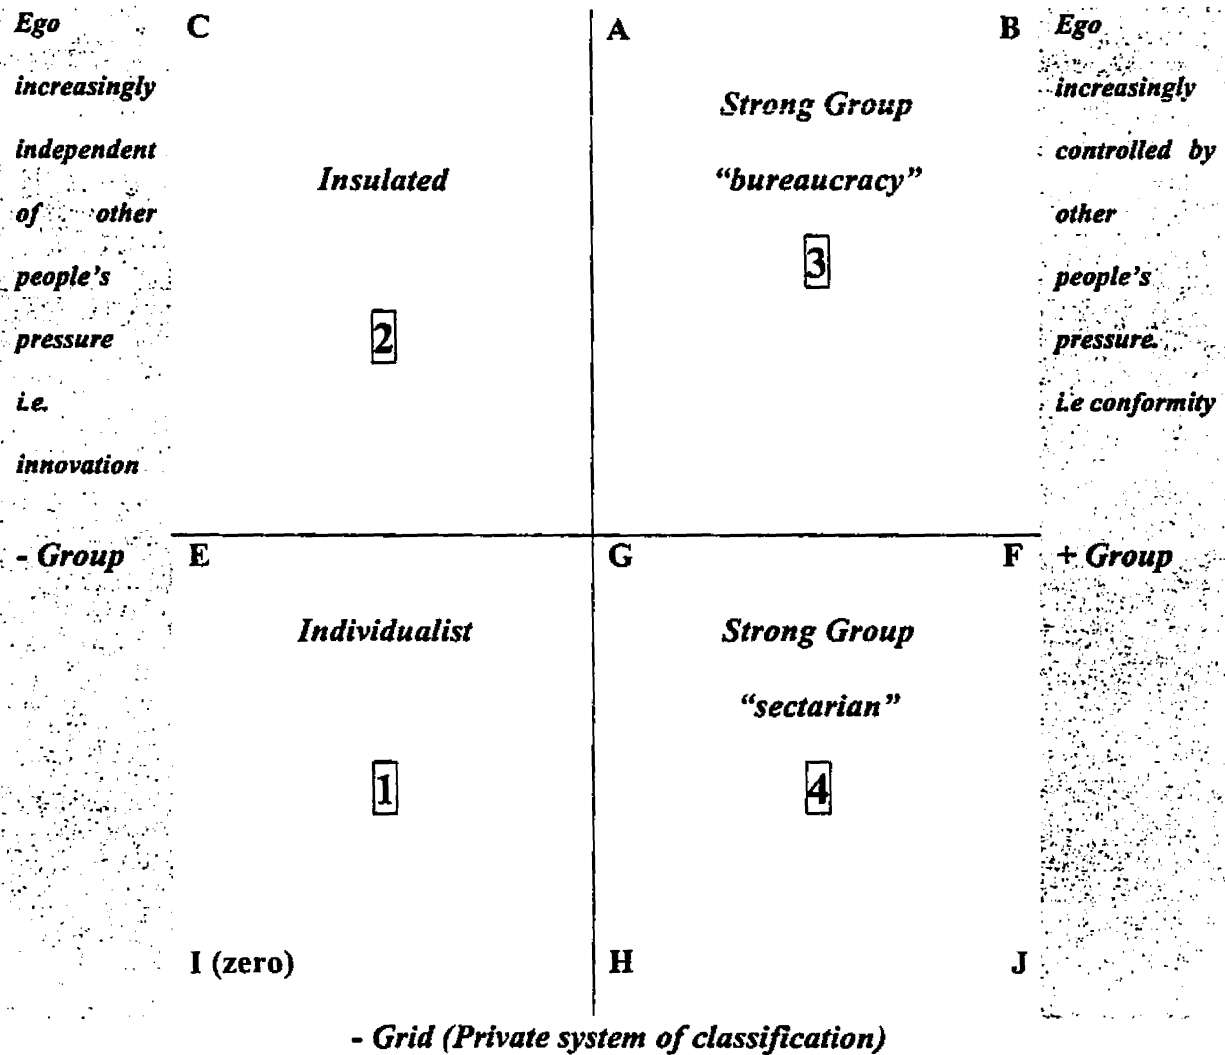 Ego
increasingly
independent
of other
people's
pressure
i.e.
innovation
- Group
C
A
B
Insulated
2
Strong Group
“bureaucracy”
3
E
G
F
Individualist
1
Strong Group
“sectarian”
4
I (zero)
H
J
Ego
increasingly
controlled by
other
people's
pressure.
i.e conformity
+ Group
- Grid (Private system of classification)